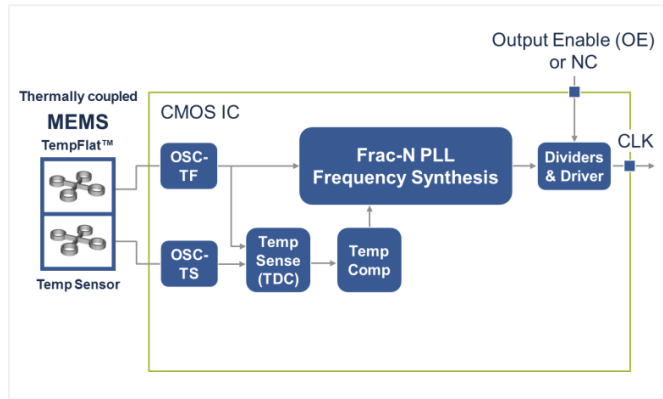 Output Enable (OE)
or NC
Thermally coupled
MEMS
TempFlat™
CMOS IC
CLK
OSC-
TF
Frac-N PLL
Frequency Synthesis
Dividers
& Driver
OSC-
TS
Temp
Sense
(TDC)
Temp
Comp
Temp Sensor